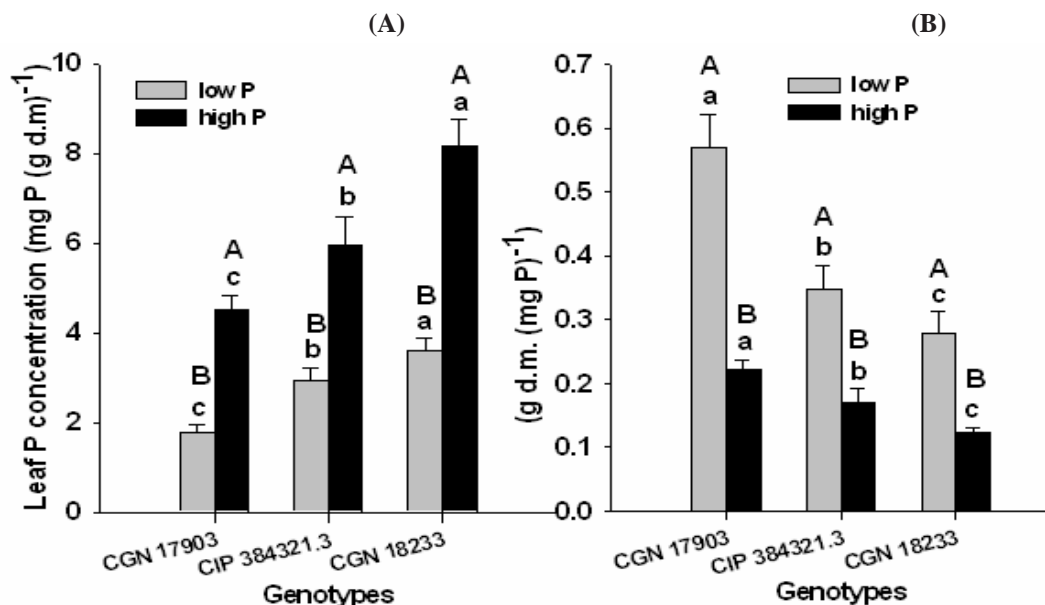 (A)
Leaf P concentration (mg P (g d.m)-1
10
8
6
4
2
0
low P
high P
B
c
A
c
B
b
A
b
B
a
A
a
CGN 17903
CIP 384321.3
CGN 18233
Genotypes
(B)
(g d.m. (mg P)-1
0.7
0.6
0.5
0.4
0.3
0.2
0.1
0.0
low P
high P
A
a
B
a
A
b
B
b
A
c
B
c
CGN 17903
CIP 384321.3
CGN 18233
Genotypes